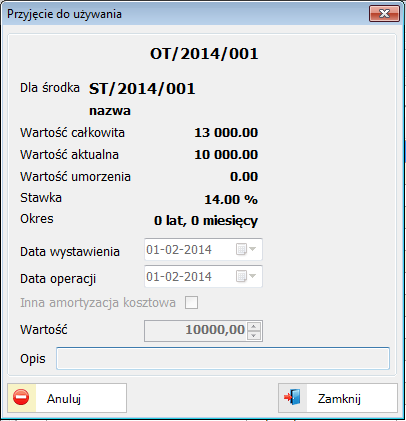 Przyjęcie do używania
OT/2014/001
Dla środka ST/2014/001
nazwa
Wartość całkowita 13 000.00
Wartość aktualna 10 000.00
Wartość umorzenia 0.00
Stawka 14.00 %
Okres 0 lat, 0 miesięcy
Data wystawienia 01-02-2014
Data operacji 01-02-2014
Inna amortyzacja kosztowa
Wartość 10000,00
Opis
Anuluj Zamknij